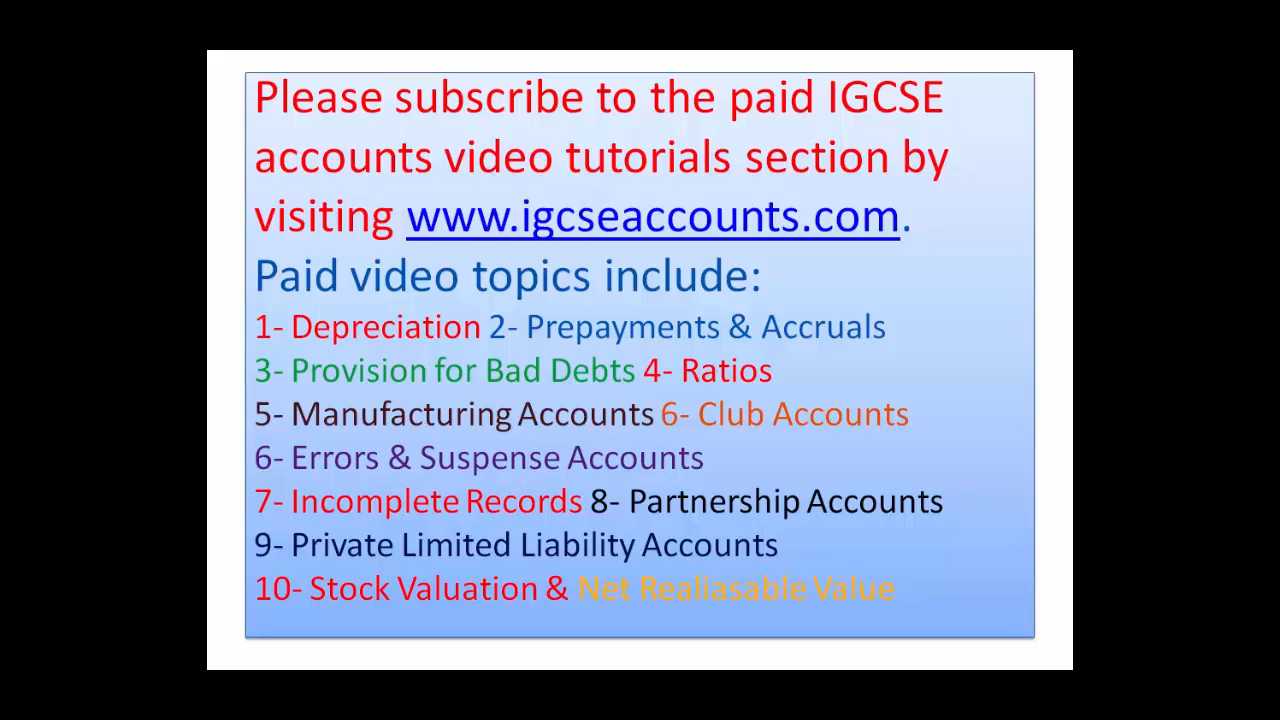 Please subscribe to the paid IGCSE
accounts video tutorials section by
visiting www.igcseaccounts.com.
Paid video topics include:
1- Depreciation 2- Prepayments & Accruals
3- Provision for Bad Debts 4- Ratios
5- Manufacturing Accounts 6- Club Accounts
6- Errors & Suspense Accounts
7- Incomplete Records 8- Partnership Accounts
9- Private Limited Liability Accounts
10- Stock Valuation & Net Realiasable Value